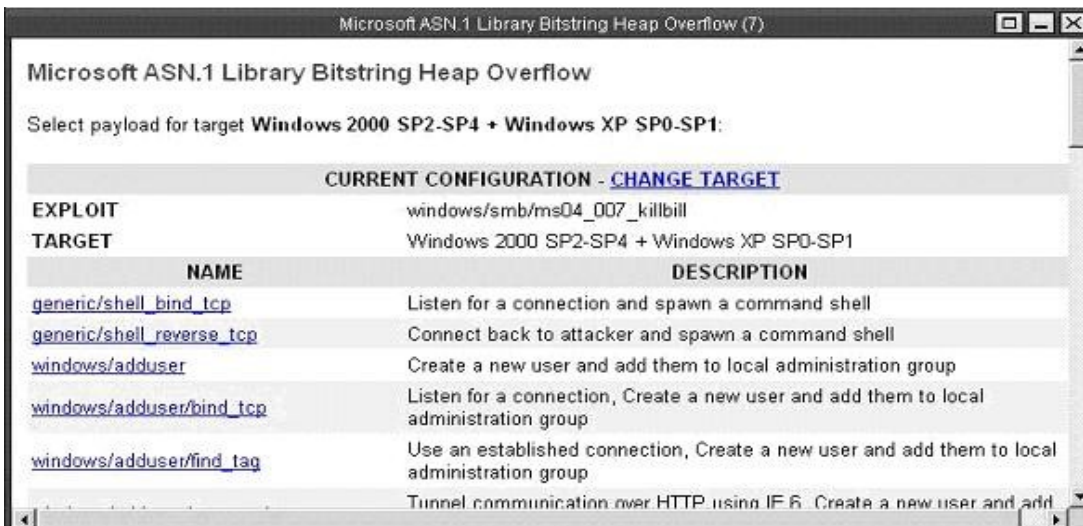 Microsoft ASN.1 Library Bitstring Heap Overflow (7)
Microsoft ASN.1 Library Bitstring Heap Overflow
Select payload for target Windows 2000 SP2-SP4 + Windows XP SP0-SP1:
CURRENT CONFIGURATION - CHANGE TARGET
EXPLOIT windows/smb/ms04_007_killbill
TARGET Windows 2000 SP2-SP4 + Windows XP SP0-SP1
NAME DESCRIPTION
generic/shell_bind_tcp Listen for a connection and spawn a command shell
generic/shell_reverse_tcp Connect back to attacker and spawn a command shell
windows/adduser Create a new user and add them to local administration group
windows/adduser/bind_tcp Listen for a connection, Create a new user and add them to local
administration group
windows/adduser/find_tag Use an established connection, Create a new user and add them to local
administration group
Tunnel communication over HTTP using IE 6, Create a new user and add